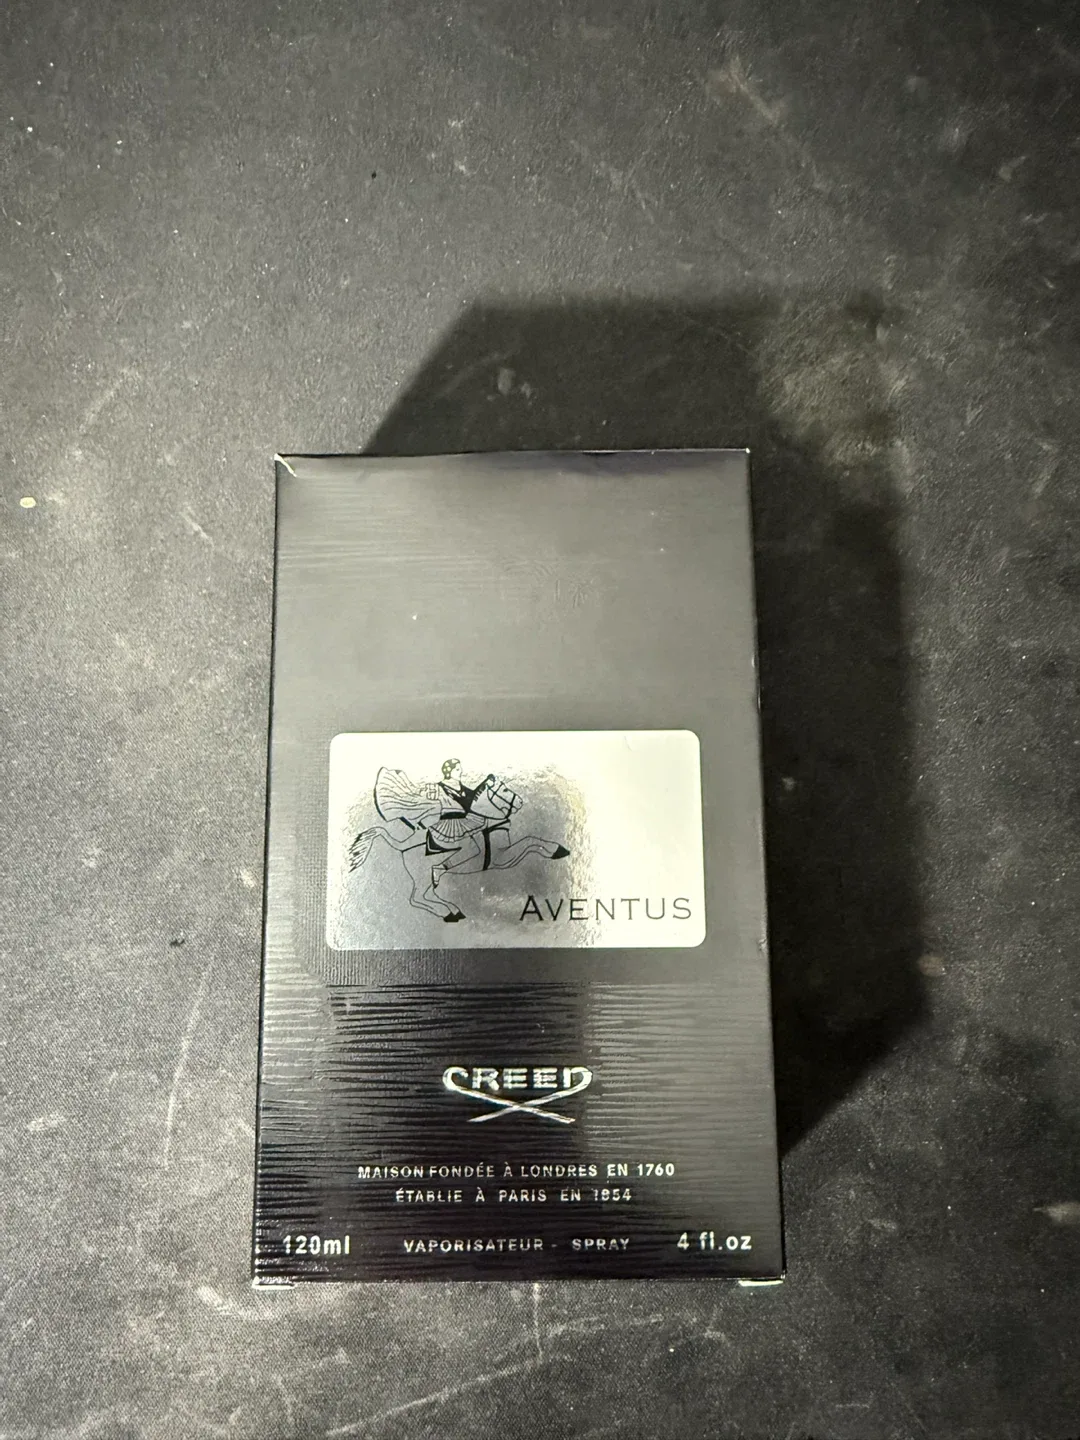 AVENTUS
CREED
MAISON FONDÉE À LONDRES EN 1760
ÉTABLIE À PARIS EN 1854
120ml VAPORISATEUR - SPRAY 4 fl.oz